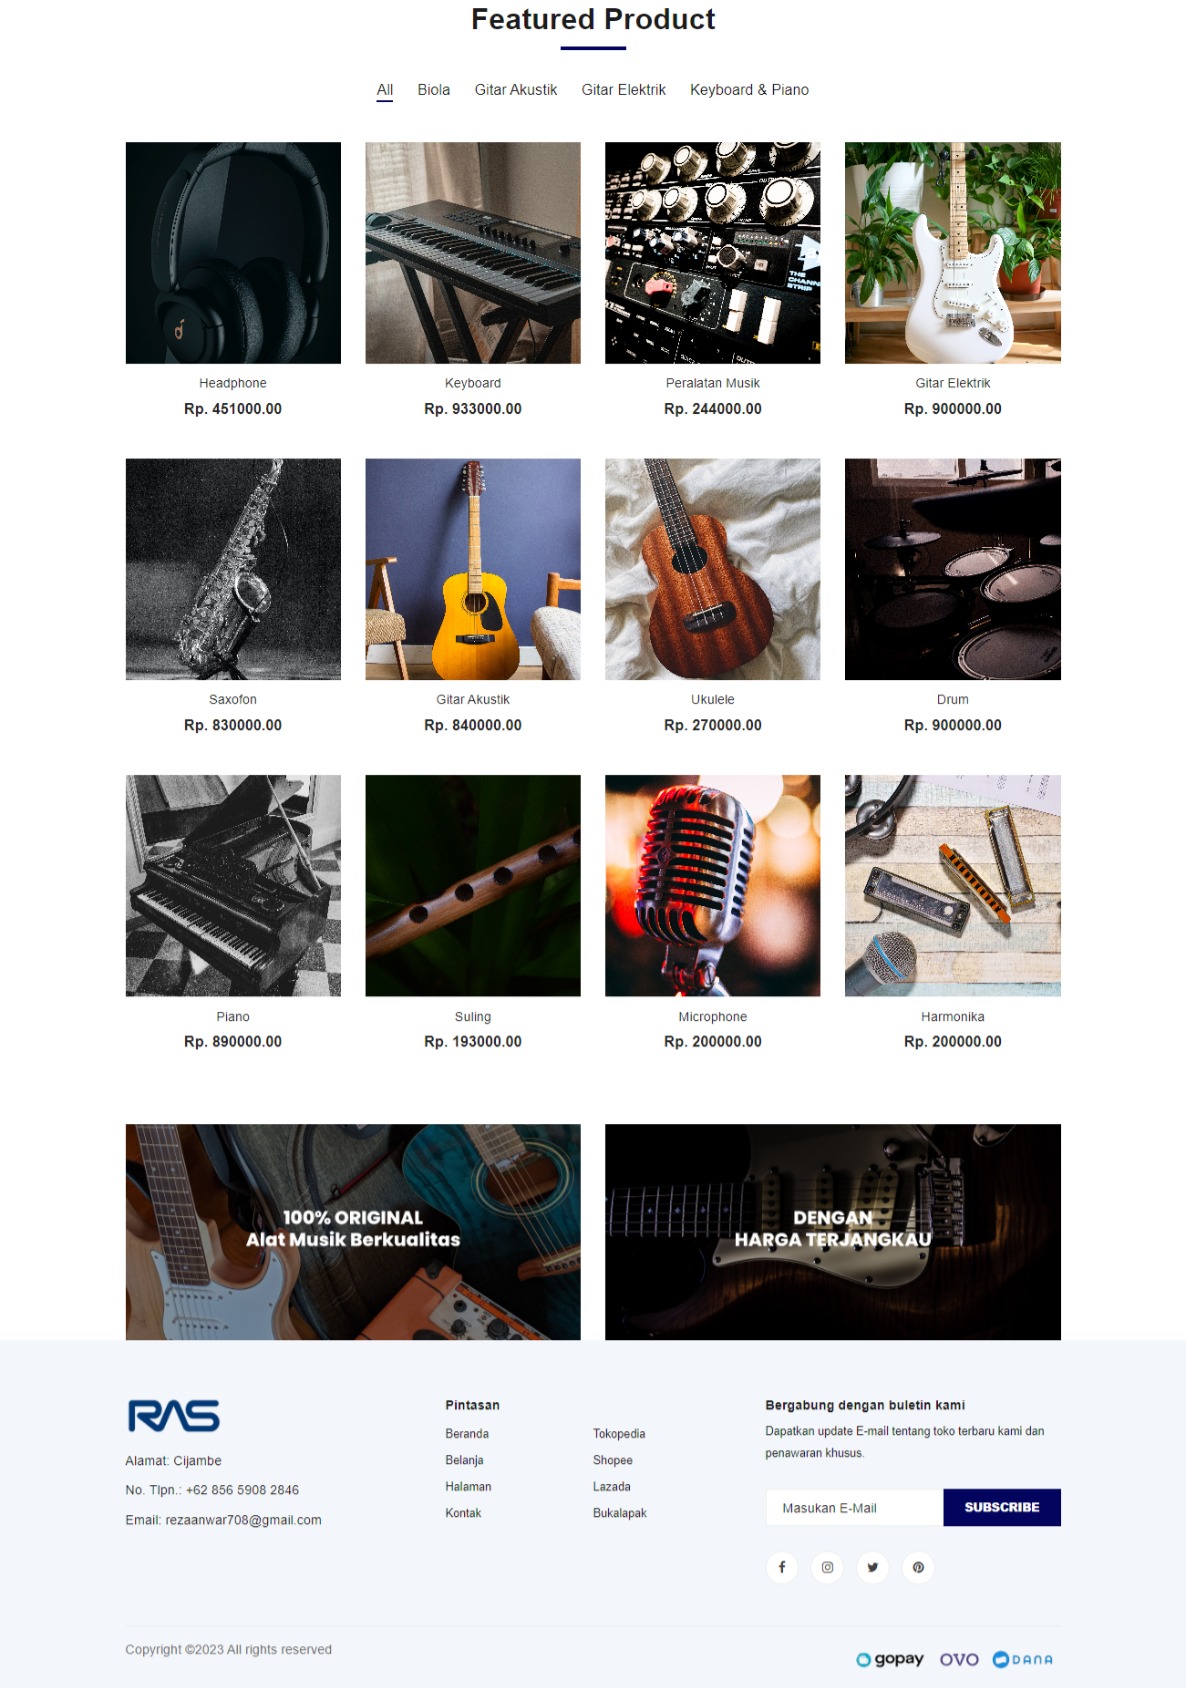 Featured Product
All Biola Gitar Akustik Gitar Elektrik Keyboard & Piano
THE
CHANN
STRIP
Headphone
Rp. 451000.00
Keyboard
Rp. 933000.00
Peralatan Musik
Rp. 244000.00
Gitar Elektrik
Rp. 900000.00
Saxofon
Rp. 830000.00
Gitar Akustik
Rp. 840000.00
Ukulele
Rp. 270000.00
Drum
Rp. 900000.00
Piano
Rp. 890000.00
Suling
Rp. 193000.00
Microphone
Rp. 200000.00
Harmonika
Rp. 200000.00
100% ORIGINAL
Alat Musik Berkualitas
DENGAN
HARGA TERJANGKAU
RAS
Alamat: Cijambe
No. Tlpn.: +62 856 5908 2846
Email: rezaanwar708@gmail.com
Pintasan
Beranda
Belanja
Halaman
Kontak
Tokopedia
Shopee
Lazada
Bukalapak
Bergabung dengan buletin kami
Dapatkan update E-mail tentang toko terbaru kami dan
penawaran khusus.
Masukan E-Mail
SUBSCRIBE
Copyright ©2023 All rights reserved
gopay OVO DANA